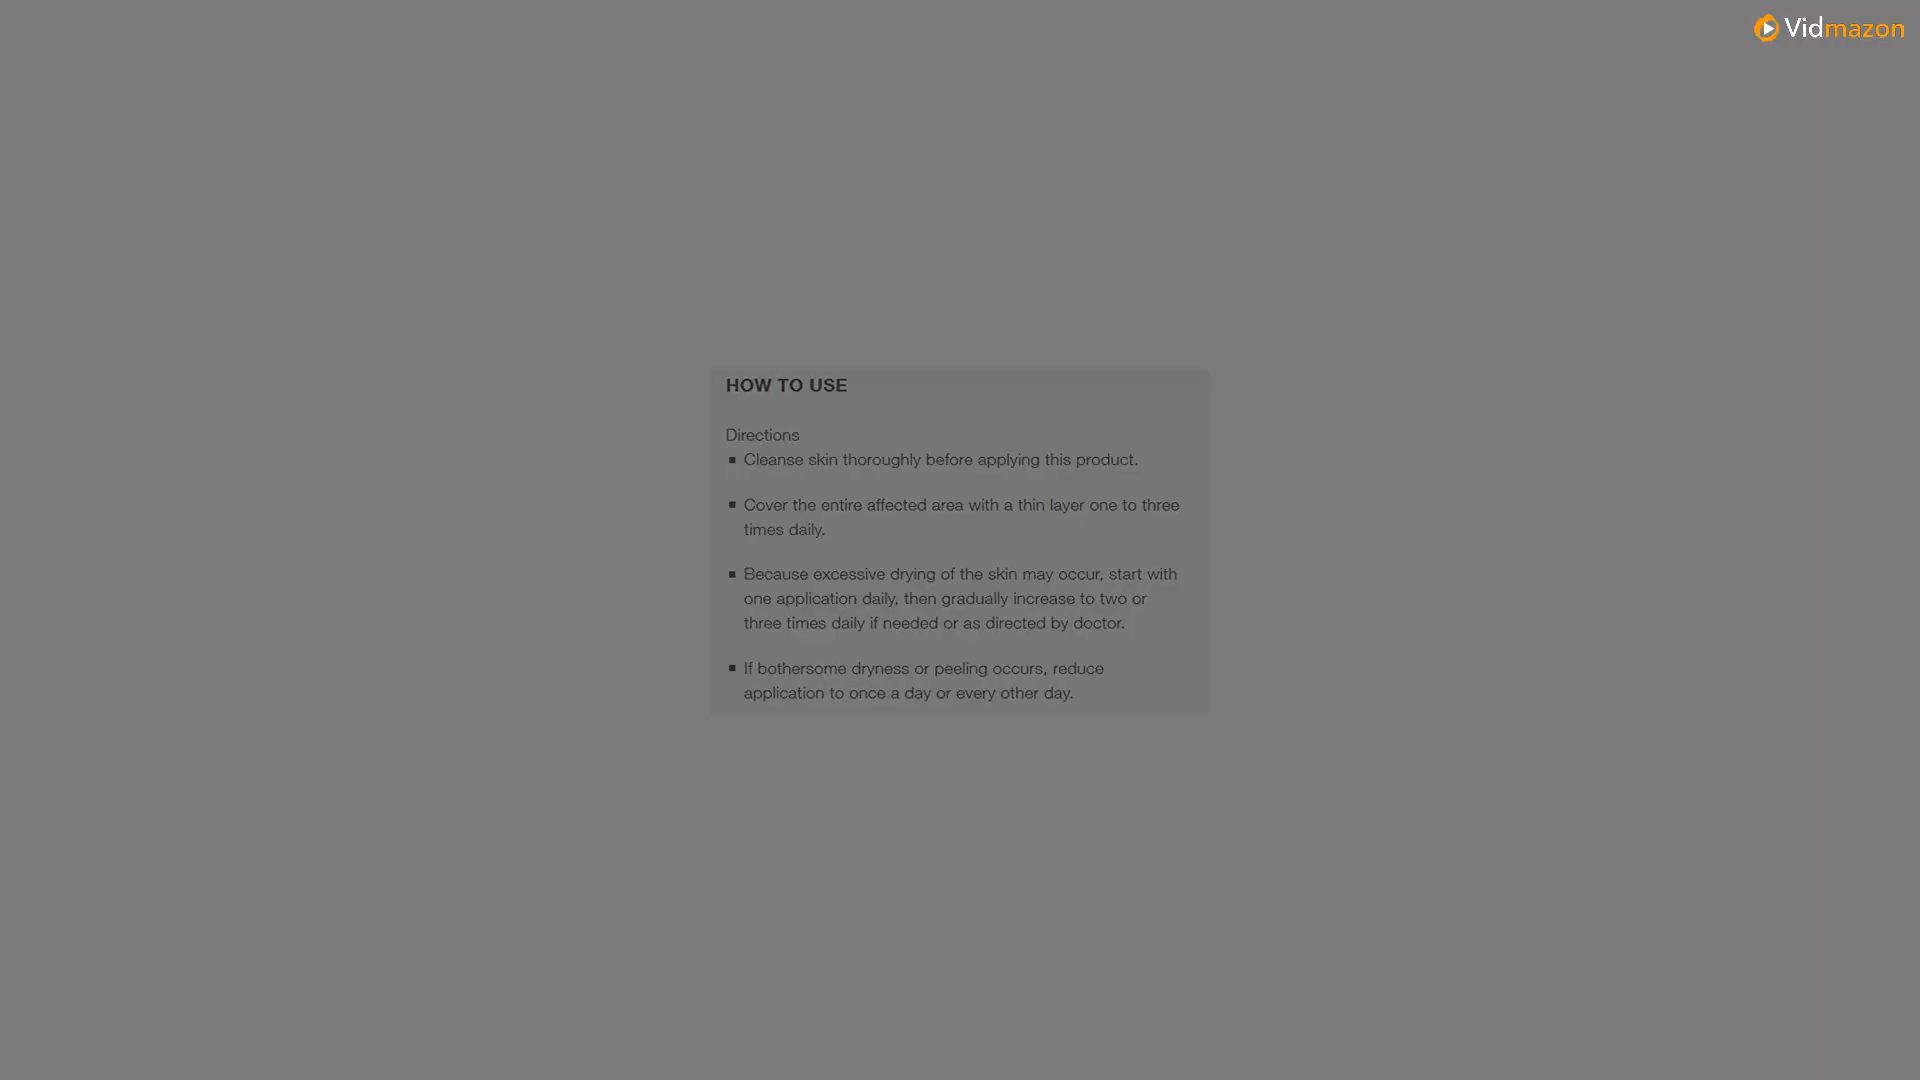 Vidmazon
HOW TO USE
Directions
▪ Cleanse skin thoroughly before applying this product.
▪ Cover the entire affected area with a thin layer one to three
times daily.
▪ Because excessive drying of the skin may occur, start with
one application daily, then gradually increase to two or
three times daily if needed or as directed by doctor.
▪ If bothersome dryness or peeling occurs, reduce
application to once a day or every other day.